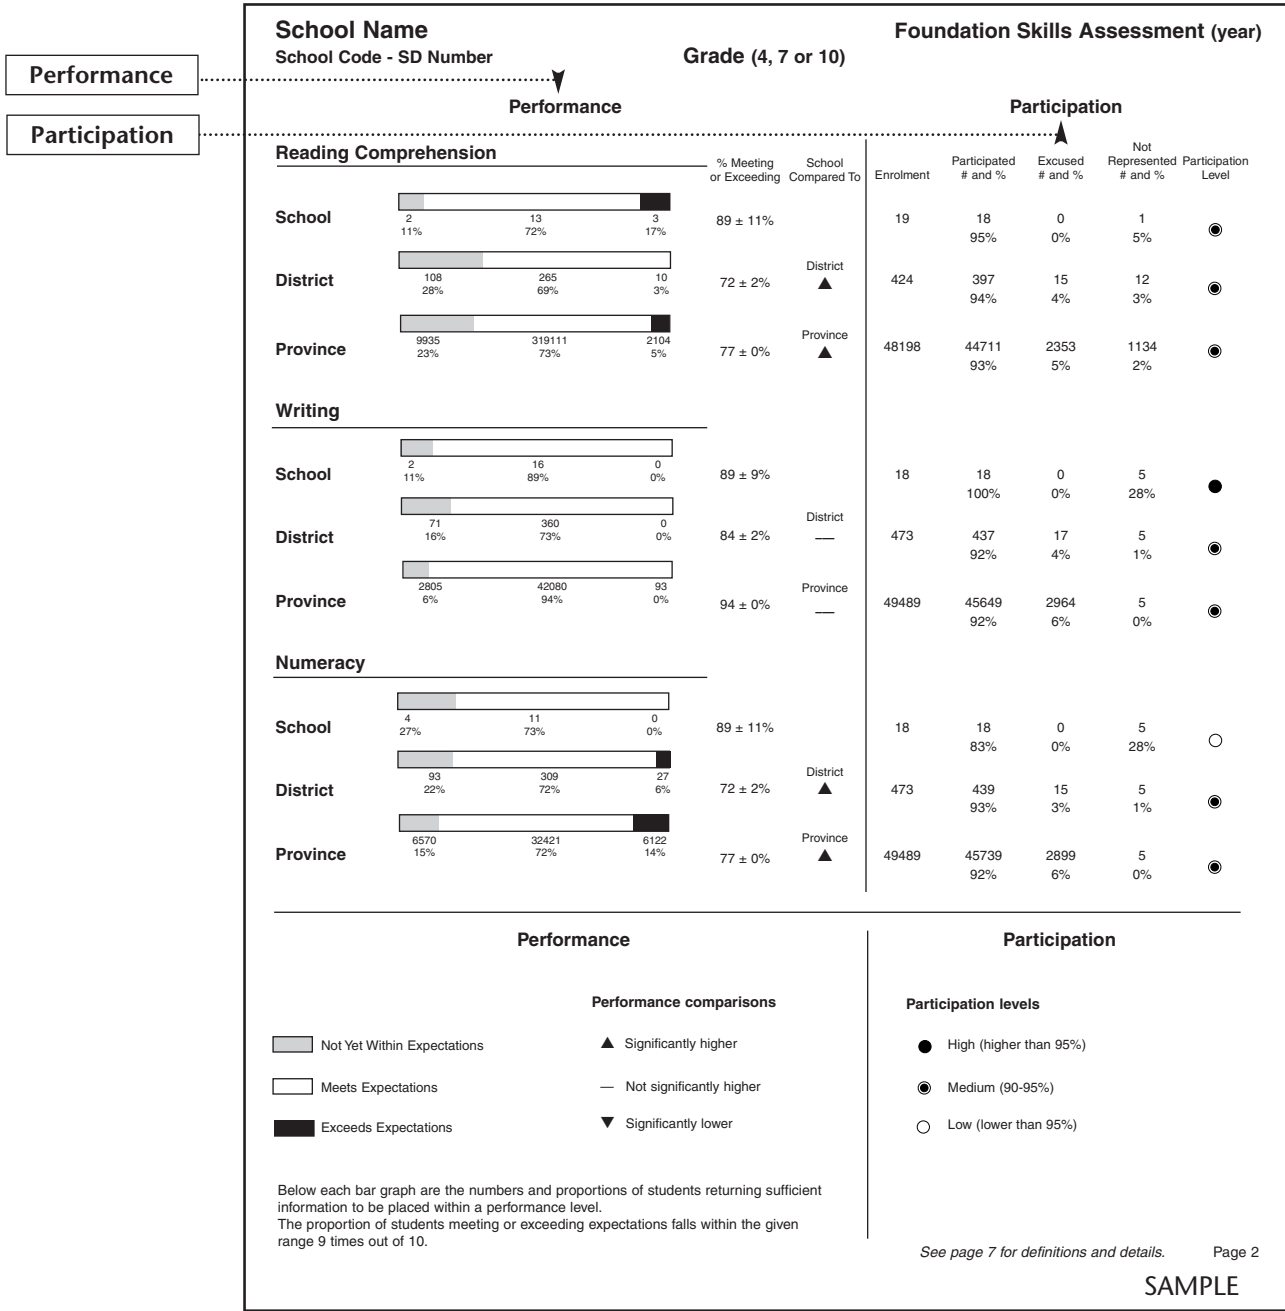 School Name
Foundation Skills Assessment (year)
School Code - SD Number
Grade (4, 7 or 10)
Performance
Performance
Participation
Participation
Reading Comprehension
% Meeting or Exceeding
School Compared To
Enrolment
Participated # and %
Excused # and %
Not Represented # and %
Participation Level
School
2 13 3
11% 72% 17%
89 ± 11%
19 18 0 1
95% 0% 5%
District
108 265 10
28% 69% 3%
72 ± 2%
District
▲
424 397 15 12
94% 4% 3%
Province
9935 319111 2104
23% 73% 5%
77 ± 0%
Province
▲
48198 44711 2353 1134
93% 5% 2%
Writing
School
2 16 0
11% 89% 0%
89 ± 9%
18 18 0 5
100% 0% 28%
District
71 360 0
16% 73% 0%
84 ± 2%
District
—
473 437 17 5
92% 4% 1%
Province
2805 42080 93
6% 94% 0%
94 ± 0%
Province
—
49489 45649 2964 5
92% 6% 0%
Numeracy
School
4 11 0
27% 73% 0%
89 ± 11%
18 18 0 5
83% 0% 28%
District
93 309 27
22% 72% 6%
72 ± 2%
District
▲
473 439 15 5
93% 3% 1%
Province
6570 32421 6122
15% 72% 14%
77 ± 0%
Province
▲
49489 45739 2899 5
92% 6% 0%
Performance
Performance comparisons
Not Yet Within Expectations
Meets Expectations
Exceeds Expectations
▲ Significantly higher
— Not significantly higher
▼ Significantly lower
Participation
Participation levels
High (higher than 95%)
Medium (90-95%)
Low (lower than 95%)
Below each bar graph are the numbers and proportions of students returning sufficient
information to be placed within a performance level.
The proportion of students meeting or exceeding expectations falls within the given
range 9 times out of 10.
See page 7 for definitions and details. Page 2
SAMPLE